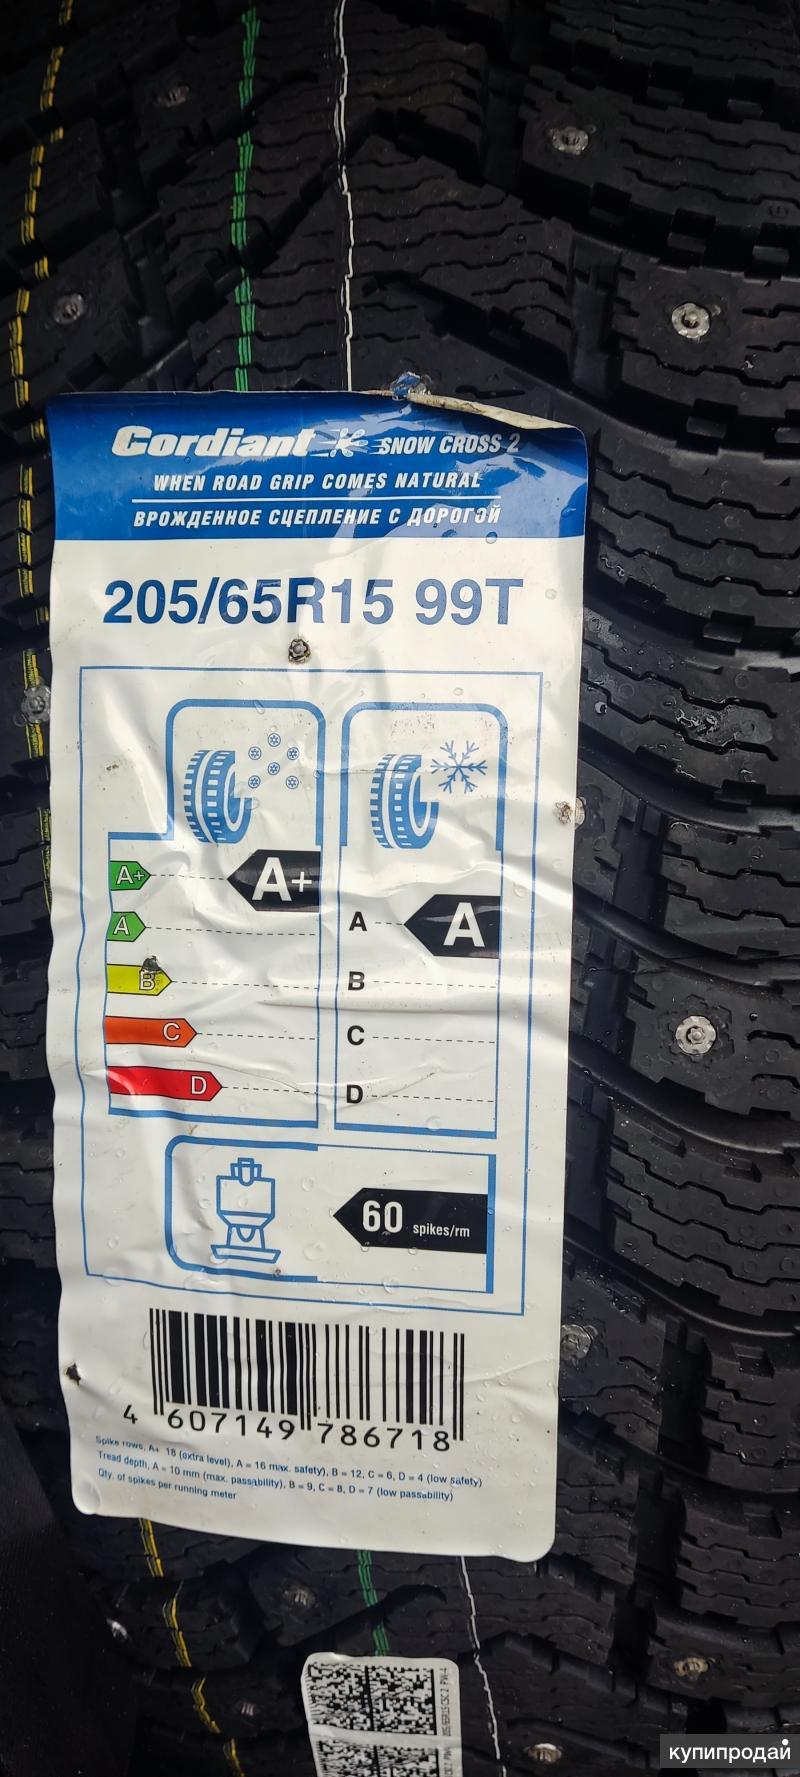 Cordiant SNOW CROSS 2
WHEN ROAD GRIP COMES NATURAL
ВРОЖДЕННОЕ СЦЕПЛЕНИЕ С ДОРОГОЙ
205/65R15 99T
A+ A+
A A A
B B
C C
D D
60 spikes/rm
4 607149 786718
Spike rows, A+ 18 (extra level), A = 16 max. safety), B = 12, C = 6, D = 4 (low safety)
Tread depth, A = 10 mm (max. passability), B = 9, C = 8, D = 7 (low passability)
Qty. of spikes per running meter
купипродай